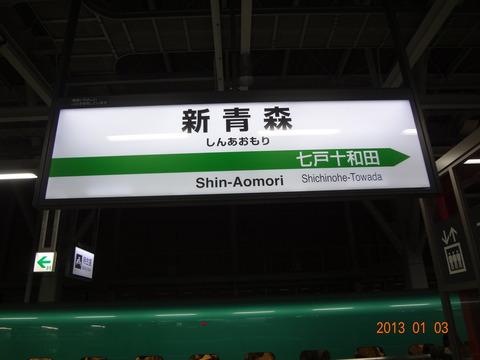 新青森
しんあおもり
七戸十和田
Shin-Aomori
Shichinohe-Towada
2013 01 03